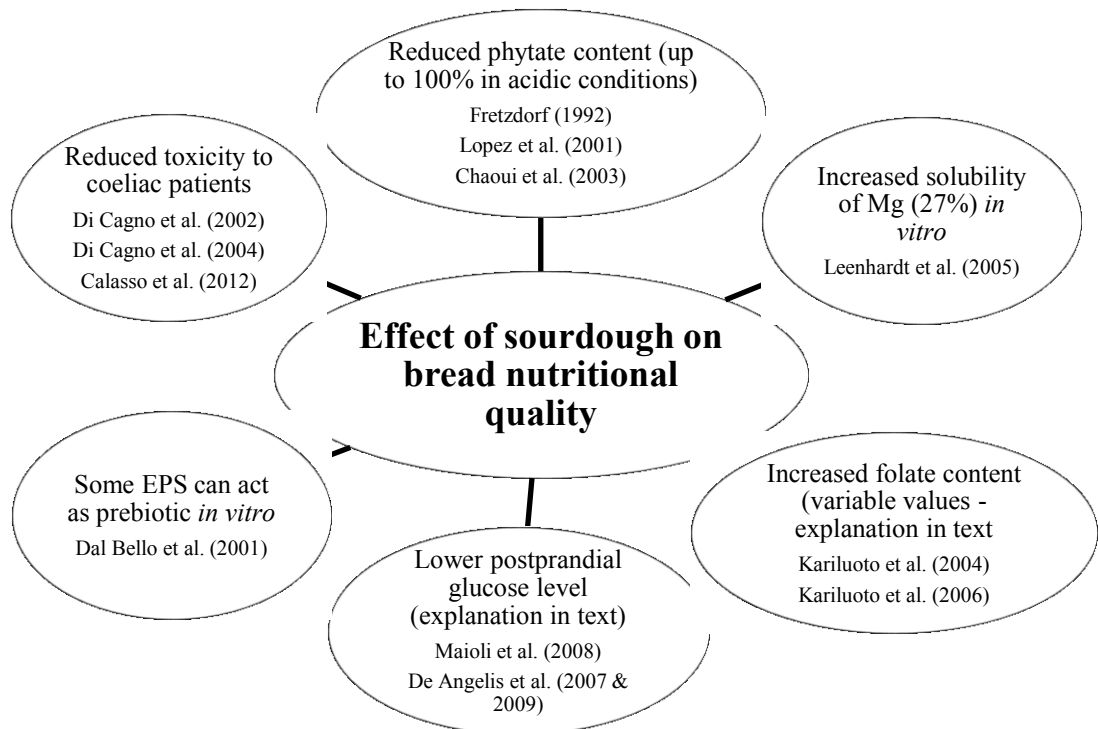 Reduced phytate content (up
to 100% in acidic conditions)
Fretzdorf (1992)
Lopez et al. (2001)
Chaoui et al. (2003)
Reduced toxicity to
coeliac patients
Di Cagno et al. (2002)
Di Cagno et al. (2004)
Calasso et al. (2012)
Increased solubility
of Mg (27%) in
vitro
Leenhardt et al. (2005)
Effect of sourdough on
bread nutritional
quality
Some EPS can act
as prebiotic in vitro
Dal Bello et al. (2001)
Increased folate content
(variable values -
explanation in text
Kariluoto et al. (2004)
Kariluoto et al. (2006)
Lower postprandial
glucose level
(explanation in text)
Maioli et al. (2008)
De Angelis et al. (2007 &
2009)